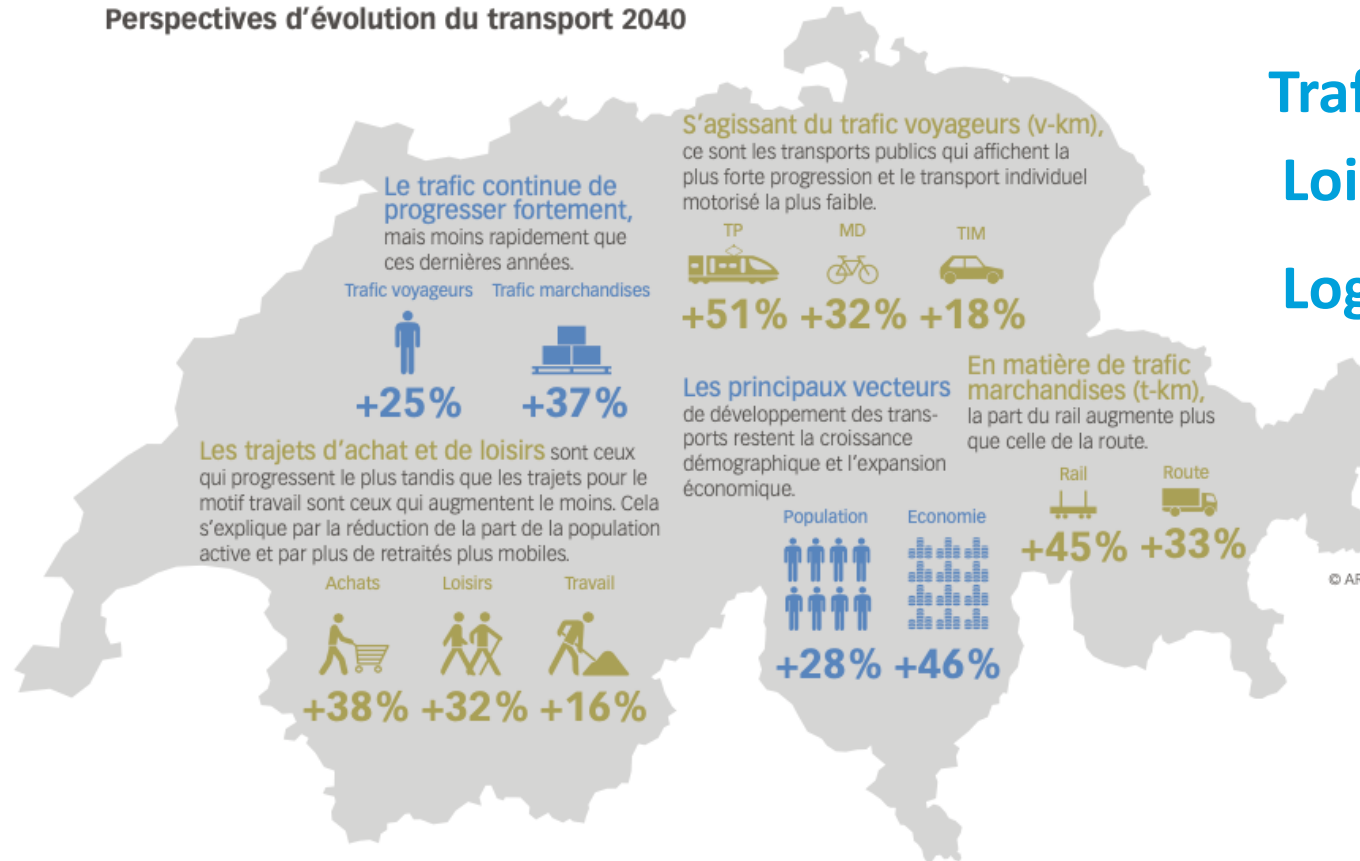 Perspectives d'évolution du transport 2040
Le trafic continue de
progresser fortement,
mais moins rapidement que
ces dernières années.
Trafic voyageurs Trafic marchandises
+25% +37%
S'agissant du trafic voyageurs (v-km),
ce sont les transports publics qui affichent la
plus forte progression et le transport individuel
motorisé la plus faible.
TP MD TIM
+51% +32% +18%
Les trajets d'achat et de loisirs sont ceux
qui progressent le plus tandis que les trajets pour le
motif travail sont ceux qui augmentent le moins. Cela
s'explique par la réduction de la part de la population
active et par plus de retraités plus mobiles.
Achats Loisirs Travail
+38% +32% +16%
Les principaux vecteurs
de développement des trans-
ports restent la croissance
démographique et l'expansion
économique.
Population Economie
+28% +46%
En matière de trafic
marchandises (t-km),
la part du rail augmente plus
que celle de la route.
Rail Route
+45% +33%
Traf
Loi
Log
© AR